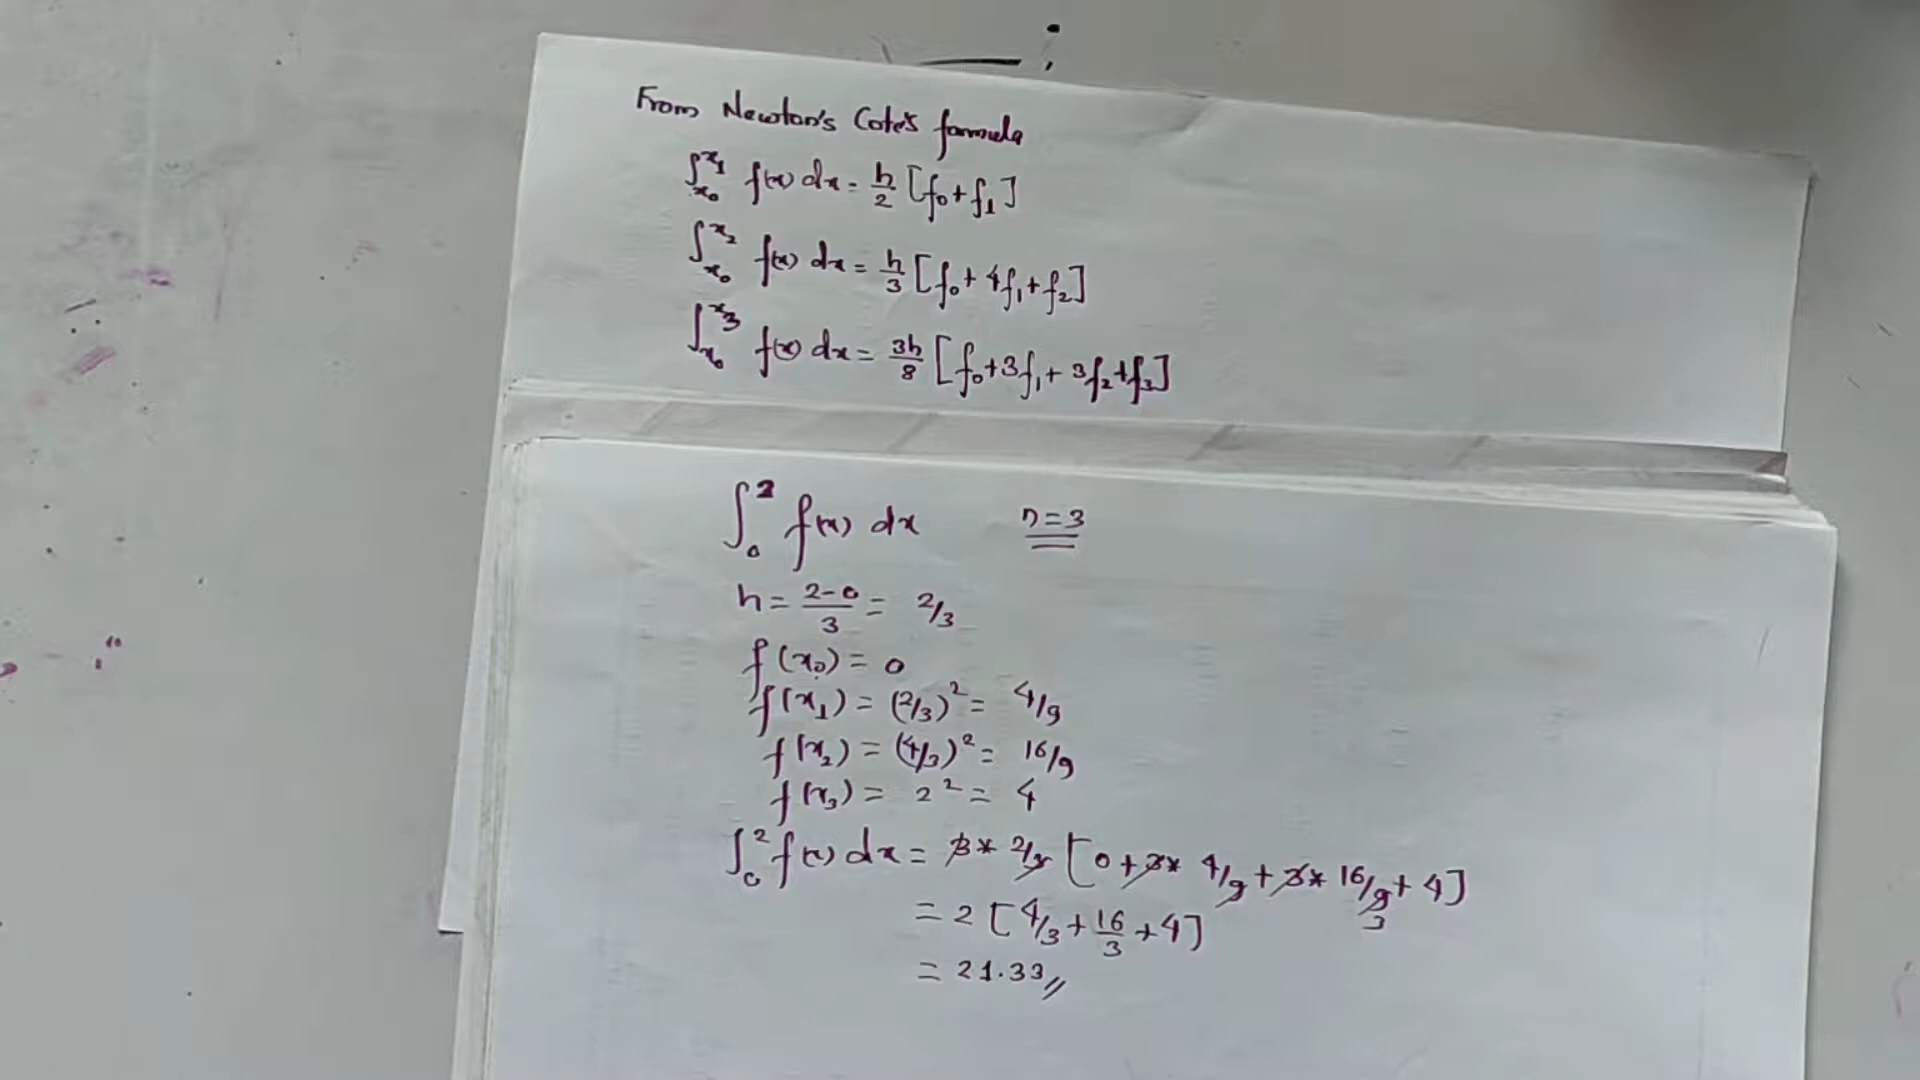 From Newton's Cote's formula
∫_{x₀}^{x₁} f(x) dx = h/2 [f₀ + f₁]
∫_{x₀}^{x₂} f(x) dx = h/3 [f₀ + 4f₁ + f₂]
∫_{x₀}^{x₃} f(x) dx = 3h/8 [f₀ + 3f₁ + 3f₂ + f₃]
∫₀² f(x) dx n = 3
h = (2-0)/3 = 2/3
f(x₀) = 0
f(x₁) = (2/3)² = 4/9
f(x₂) = (4/3)² = 16/9
f(x₃) = 2² = 4
∫₀² f(x) dx = 3 * 2/3 [0 + 3 * 4/9 + 3 * 16/9 + 4]
3
= 2 [4/3 + 16/3 + 4]
= 21.33//